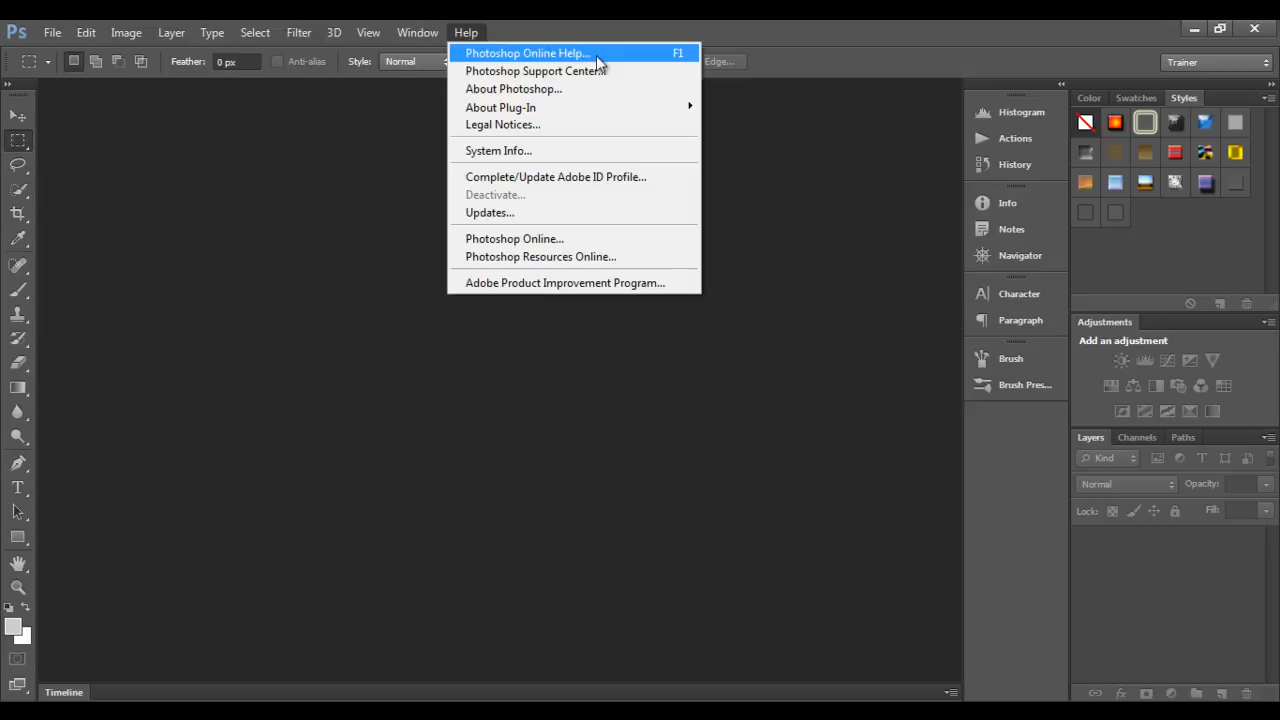 Ps File Edit Image Layer Type Select Filter 3D View Window Help
Feather: 0 px Anti-alias Style: Normal Edge... Trainer
Photoshop Online Help... F1
Photoshop Support Center...
About Photoshop...
About Plug-In
Legal Notices...
System Info...
Complete/Update Adobe ID Profile...
Deactivate...
Updates...
Photoshop Online...
Photoshop Resources Online...
Adobe Product Improvement Program...
Histogram
Actions
History
Info
Notes
Navigator
Character
Paragraph
Brush
Brush Pres...
Color Swatches Styles
Adjustments
Add an adjustment
Layers Channels Paths
Kind
Normal Opacity:
Lock: Fill:
Timeline